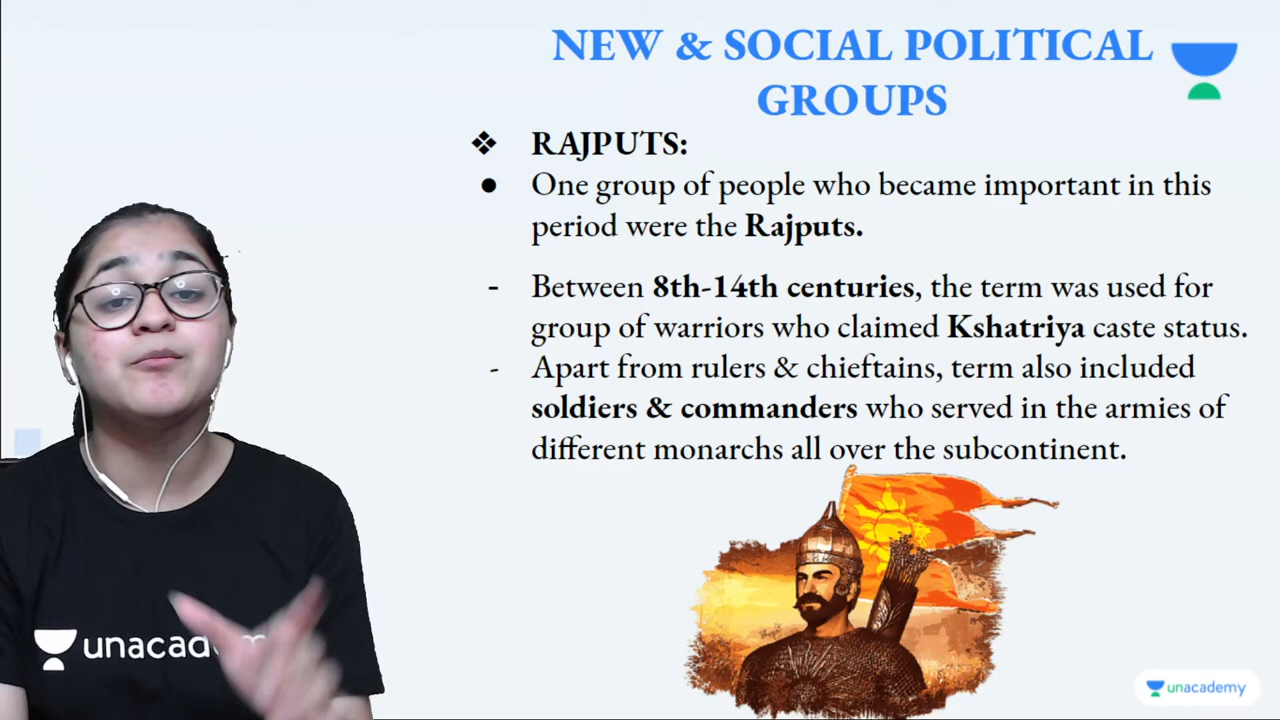 NEW & SOCIAL POLITICAL
GROUPS
❖ RAJPUTS:
● One group of people who became important in this
period were the Rajputs.
- Between 8th-14th centuries, the term was used for
group of warriors who claimed Kshatriya caste status.
- Apart from rulers & chieftains, term also included
soldiers & commanders who served in the armies of
different monarchs all over the subcontinent.
unacademy